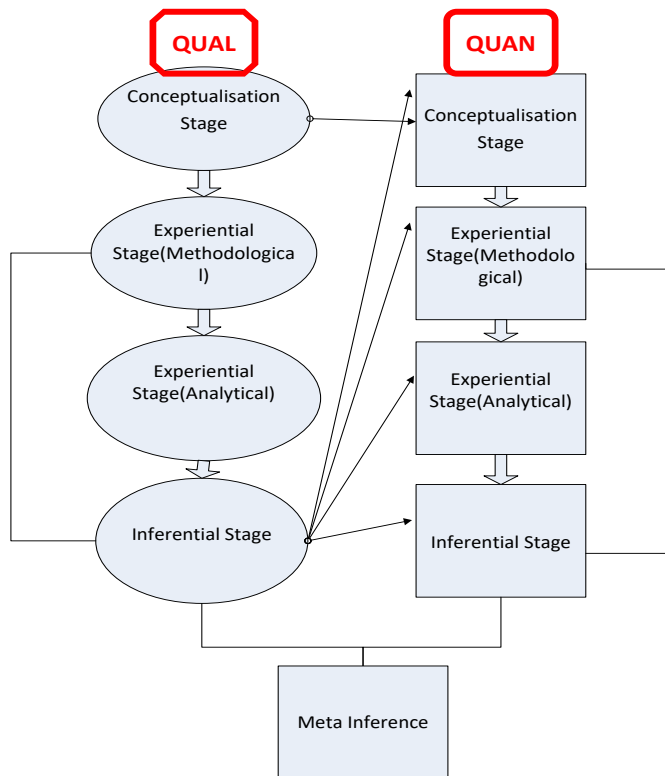 QUAL
Conceptualisation
Stage
Experiential
Stage(Methodologica
l)
Experiential
Stage(Analytical)
Inferential Stage
QUAN
Conceptualisation
Stage
Experiential
Stage(Methodolo
gical)
Experiential
Stage(Analytical)
Inferential Stage
Meta Inference